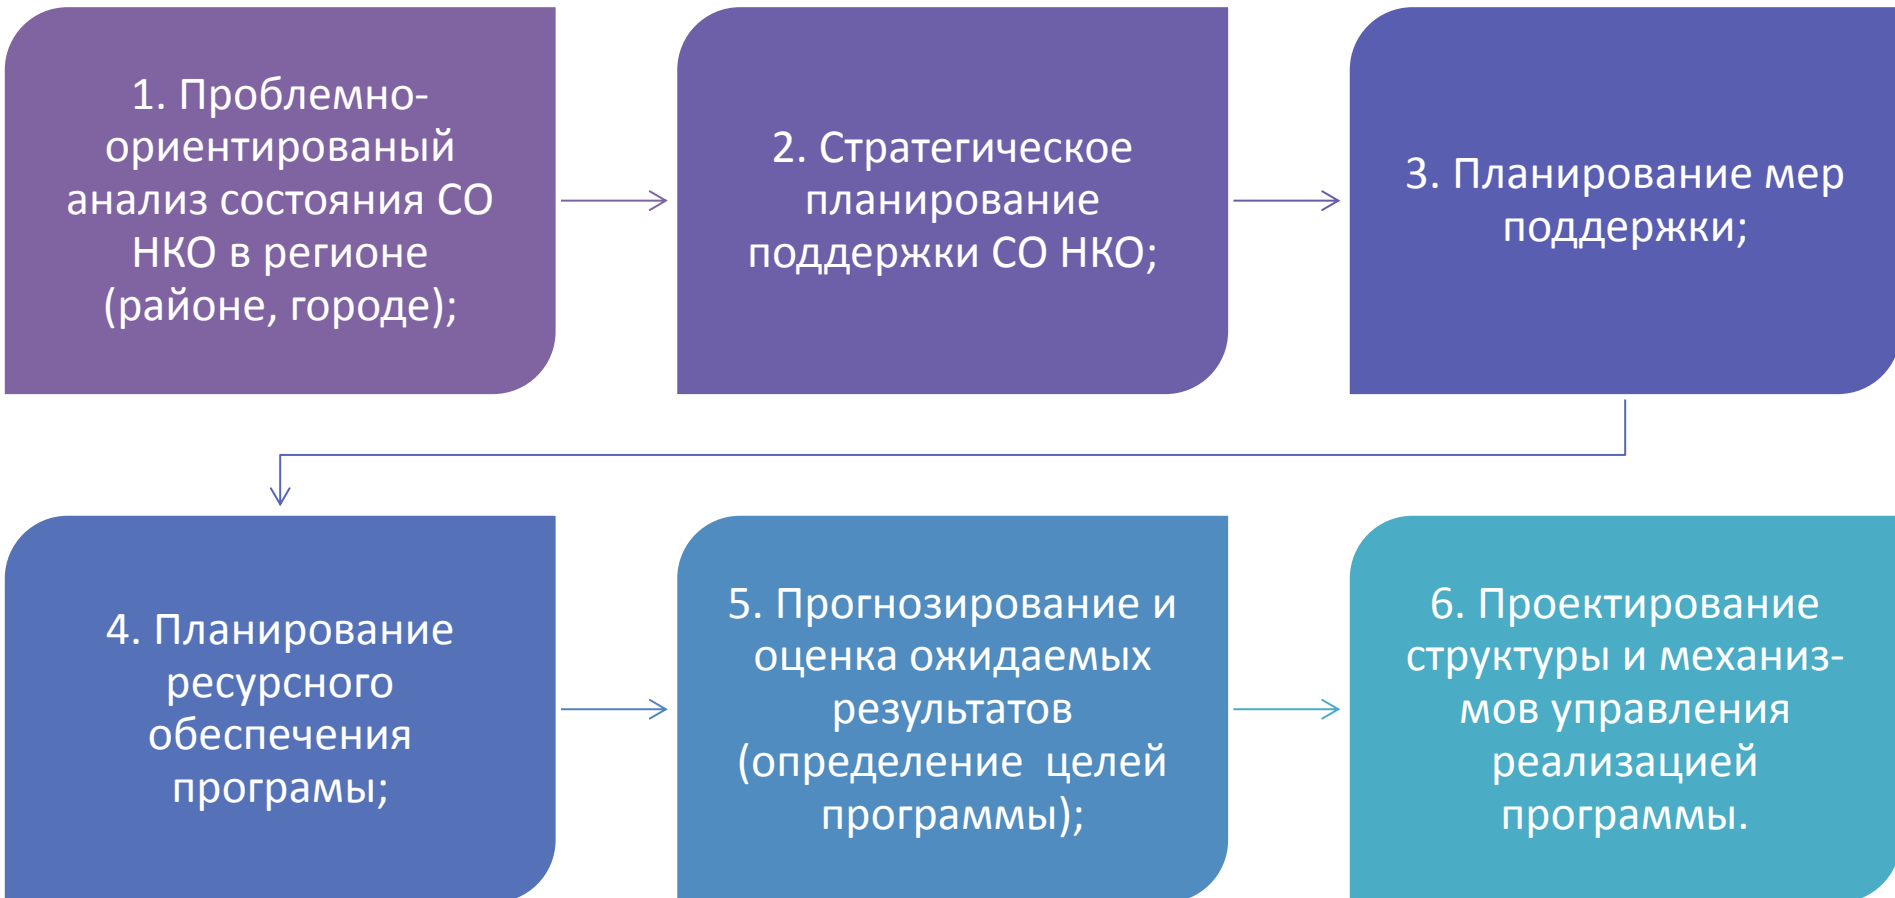 1. Проблемно-
ориентированый
анализ состояния СО
НКО в регионе
(районе, городе);
2. Стратегическое
планирование
поддержки СО НКО;
3. Планирование мер
поддержки;
4. Планирование
ресурсного
обеспечения
програмы;
5. Прогнозирование и
оценка ожидаемых
результатов
(определение  целей
программы);
6. Проектирование
структуры и механиз-
мов управления
реализацией
программы.